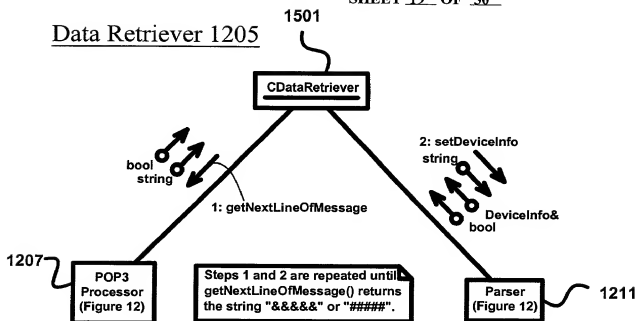 SHEET 15 OF 30
1501
Data Retriever 1205
CDataRetriever
2: setDeviceInfo
string
bool
string
DeviceInfo&
bool
1: getNextLineOfMessage
1207
POP3
Processor
(Figure 12)
Steps 1 and 2 are repeated until
getNextLineOfMessage() returns
the string "&&&&&" or "#####".
Parser
(Figure 12)
1211